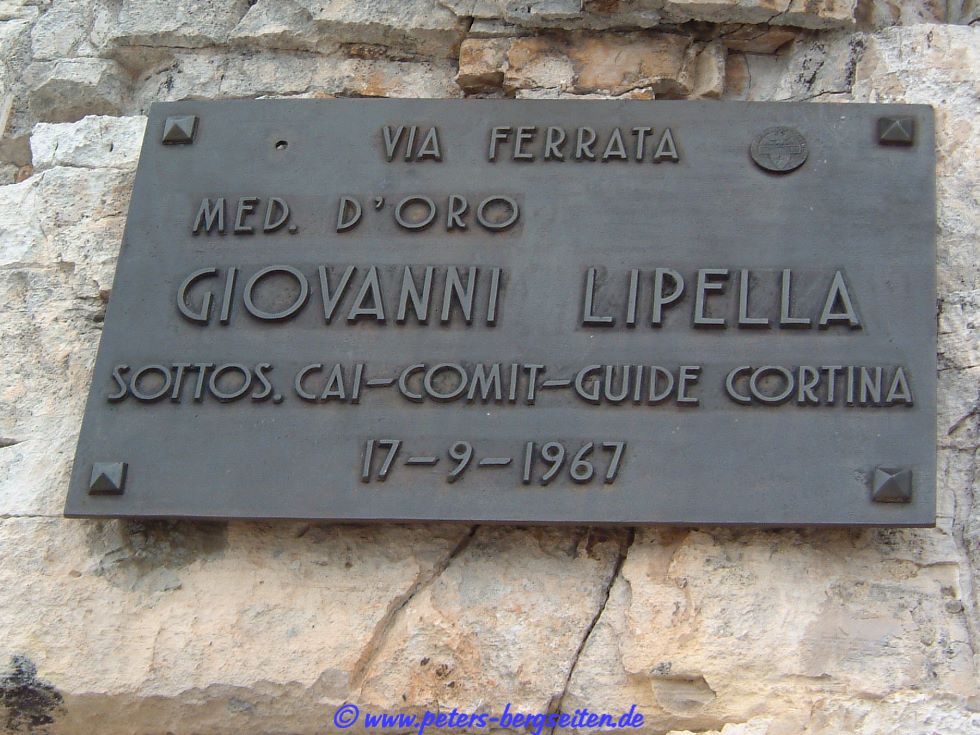 VIA FERRATA
MED. D'ORO
GIOVANNI LIPELLA
SOTTOS. CAI-COMIT-GUIDE CORTINA
17-9-1967
© www.peters-bergseiten.de